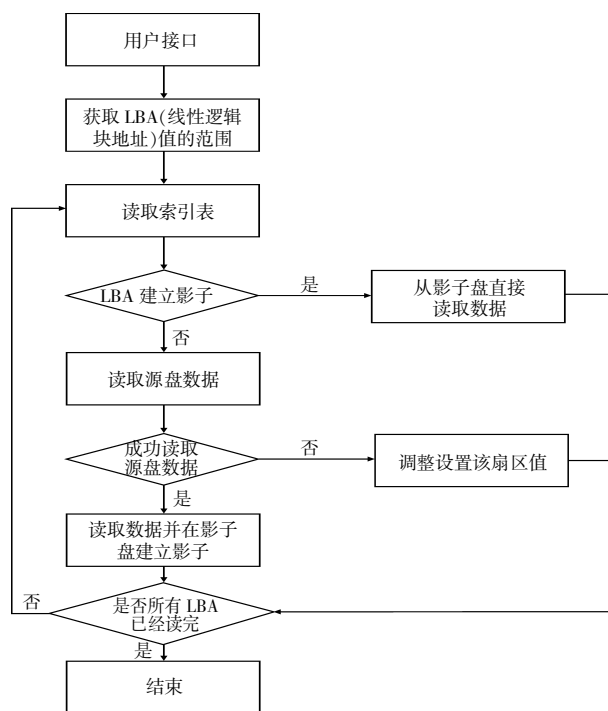 用户接口
获取 LBA(线性逻辑
块地址)值的范围
读取索引表
LBA 建立影子
是
从影子盘直接
读取数据
否
读取源盘数据
成功读取
源盘数据
否
调整设置该扇区值
是
读取数据并在影子
盘建立影子
否
是否所有 LBA
已经读完
是
结束